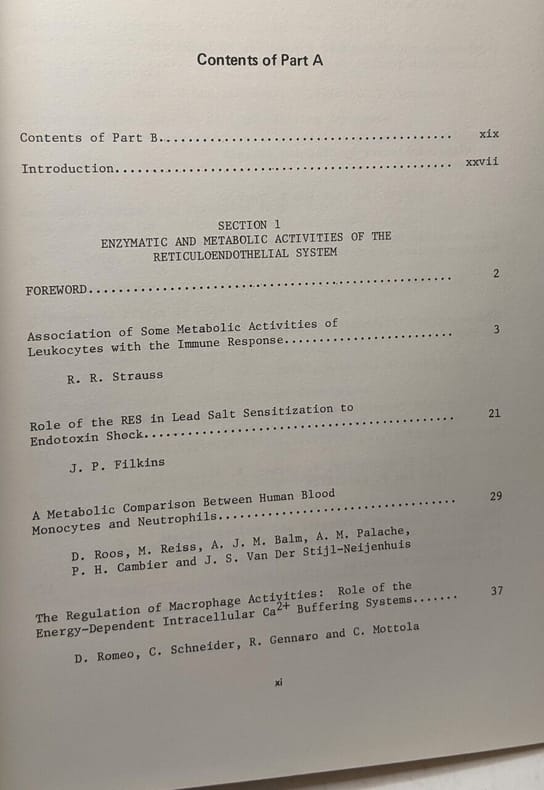 Contents of Part A
Contents of Part B......................................... xix
Introduction............................................... xxvii
SECTION 1
ENZYMATIC AND METABOLIC ACTIVITIES OF THE
RETICULOENDOTHELIAL SYSTEM
FOREWORD................................................... 2
Association of Some Metabolic Activities of
Leukocytes with the Immune Response........................ 3
R. R. Strauss
Role of the RES in Lead Salt Sensitization to
Endotoxin Shock............................................ 21
J. P. Filkins
A Metabolic Comparison Between Human Blood
Monocytes and Neutrophils.................................. 29
D. Roos, M. Reiss, A. J. M. Balm, A. M. Palache,
P. H. Cambier and J. S. Van Der Stijl-Neijenhuis
The Regulation of Macrophage Activities: Role of the
Energy-Dependent Intracellular Ca2+ Buffering Systems....... 37
D. Romeo, C. Schneider, R. Gennaro and C. Mottola
xi